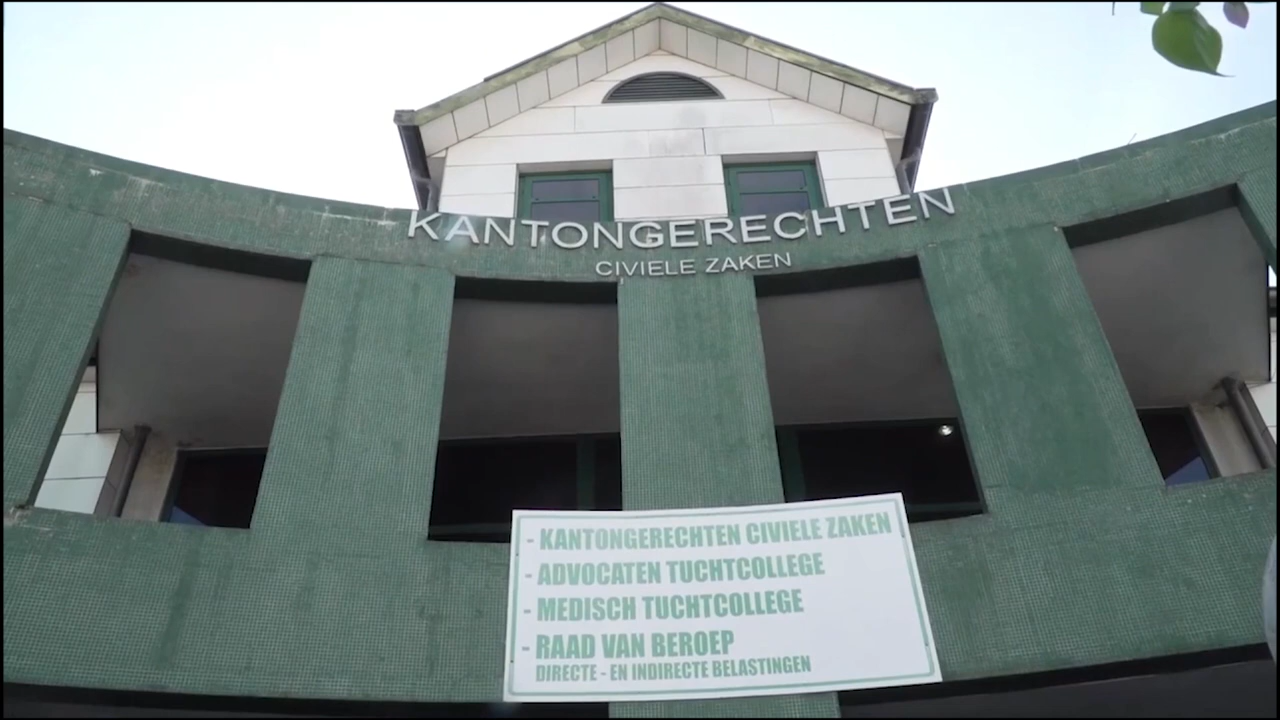 KANTONGERECHTEN
CIVIELE ZAKEN
- KANTONGERECHTEN CIVIELE ZAKEN
- ADVOCATEN TUCHTCOLLEGE
- MEDISCH TUCHTCOLLEGE
- RAAD VAN BEROEP
DIRECTE - EN INDIRECTE BELASTINGEN